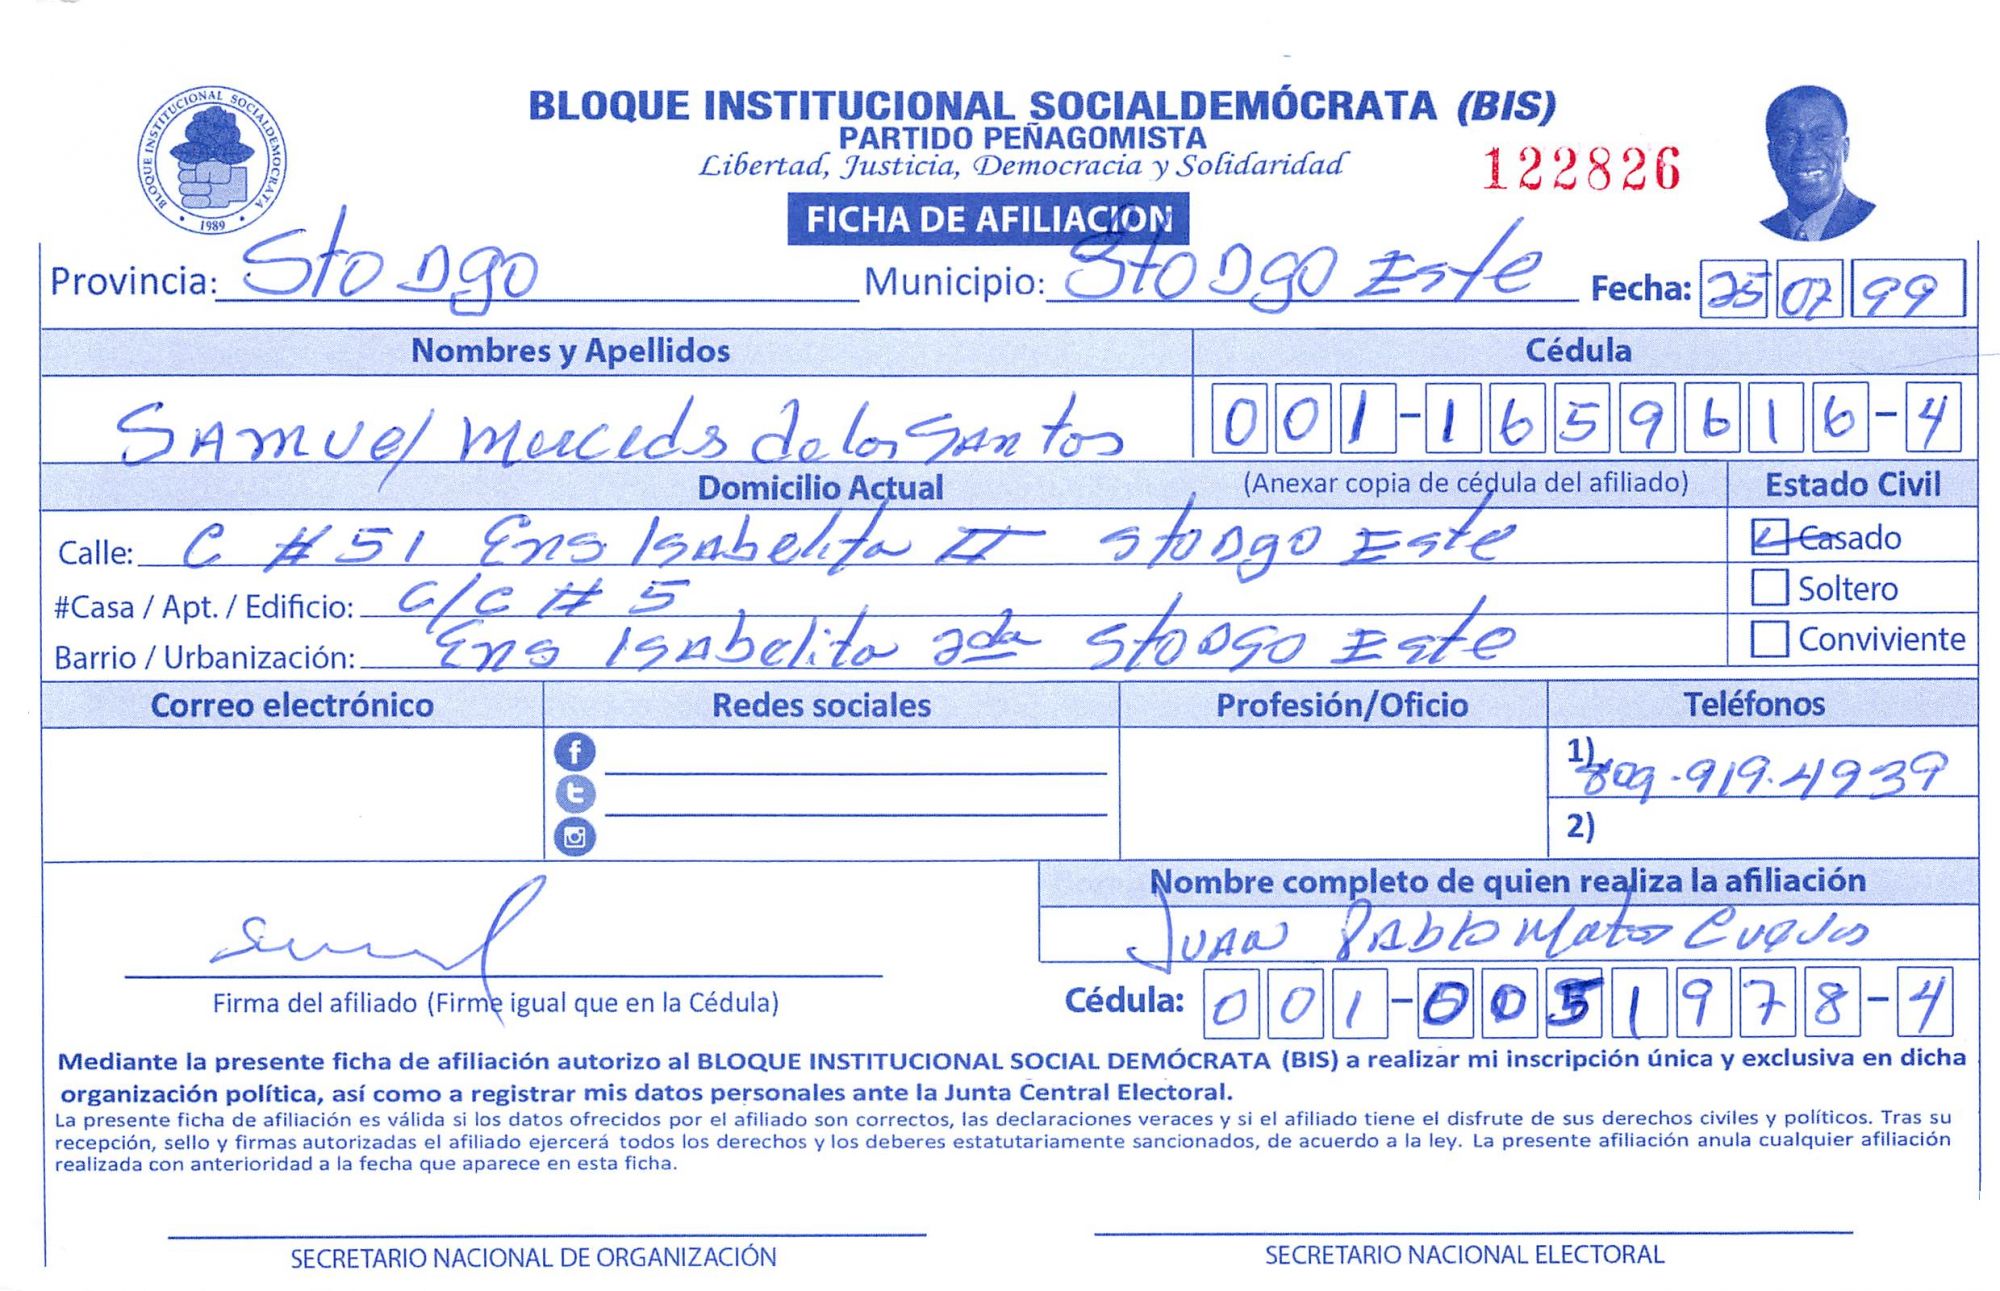 BLOQUE INSTITUCIONAL SOCIALDEMÓCRATA (BIS)
PARTIDO PEÑAGOMISTA
Libertad, Justicia, Democracia y Solidaridad
122826
BLOQUE INSTITUCIONAL SOCIALDEMOCRATA
1989
FICHA DE AFILIACION
Provincia: Sto Dgo Municipio: Sto Dgo Este Fecha: 25 07 99
Nombres y Apellidos Cédula
Samuel Mercedes de los Santos 001-1659616-4
Domicilio Actual (Anexar copia de cédula del afiliado) Estado Civil
Calle: C # 51 Ens Isabelita II Sto Dgo Este Casado
#Casa / Apt. / Edificio: C/C # 5 Soltero
Barrio / Urbanización: Ens Isabelita 2da Sto Dgo Este Conviviente
Correo electrónico Redes sociales Profesión/Oficio Teléfonos
1) 809-919-4939
2)
Nombre completo de quien realiza la afiliación
Juan Pablo Matos Cuevas
Firma del afiliado (Firme igual que en la Cédula) Cédula: 001-0051978-4
Mediante la presente ficha de afiliación autorizo al BLOQUE INSTITUCIONAL SOCIAL DEMÓCRATA (BIS) a realizar mi inscripción única y exclusiva en dicha
organización política, así como a registrar mis datos personales ante la Junta Central Electoral.
La presente ficha de afiliación es válida si los datos ofrecidos por el afiliado son correctos, las declaraciones veraces y si el afiliado tiene el disfrute de sus derechos civiles y políticos. Tras su
recepción, sello y firmas autorizadas el afiliado ejercerá todos los derechos y los deberes estatutariamente sancionados, de acuerdo a la ley. La presente afiliación anula cualquier afiliación
realizada con anterioridad a la fecha que aparece en esta ficha.
SECRETARIO NACIONAL DE ORGANIZACIÓN SECRETARIO NACIONAL ELECTORAL